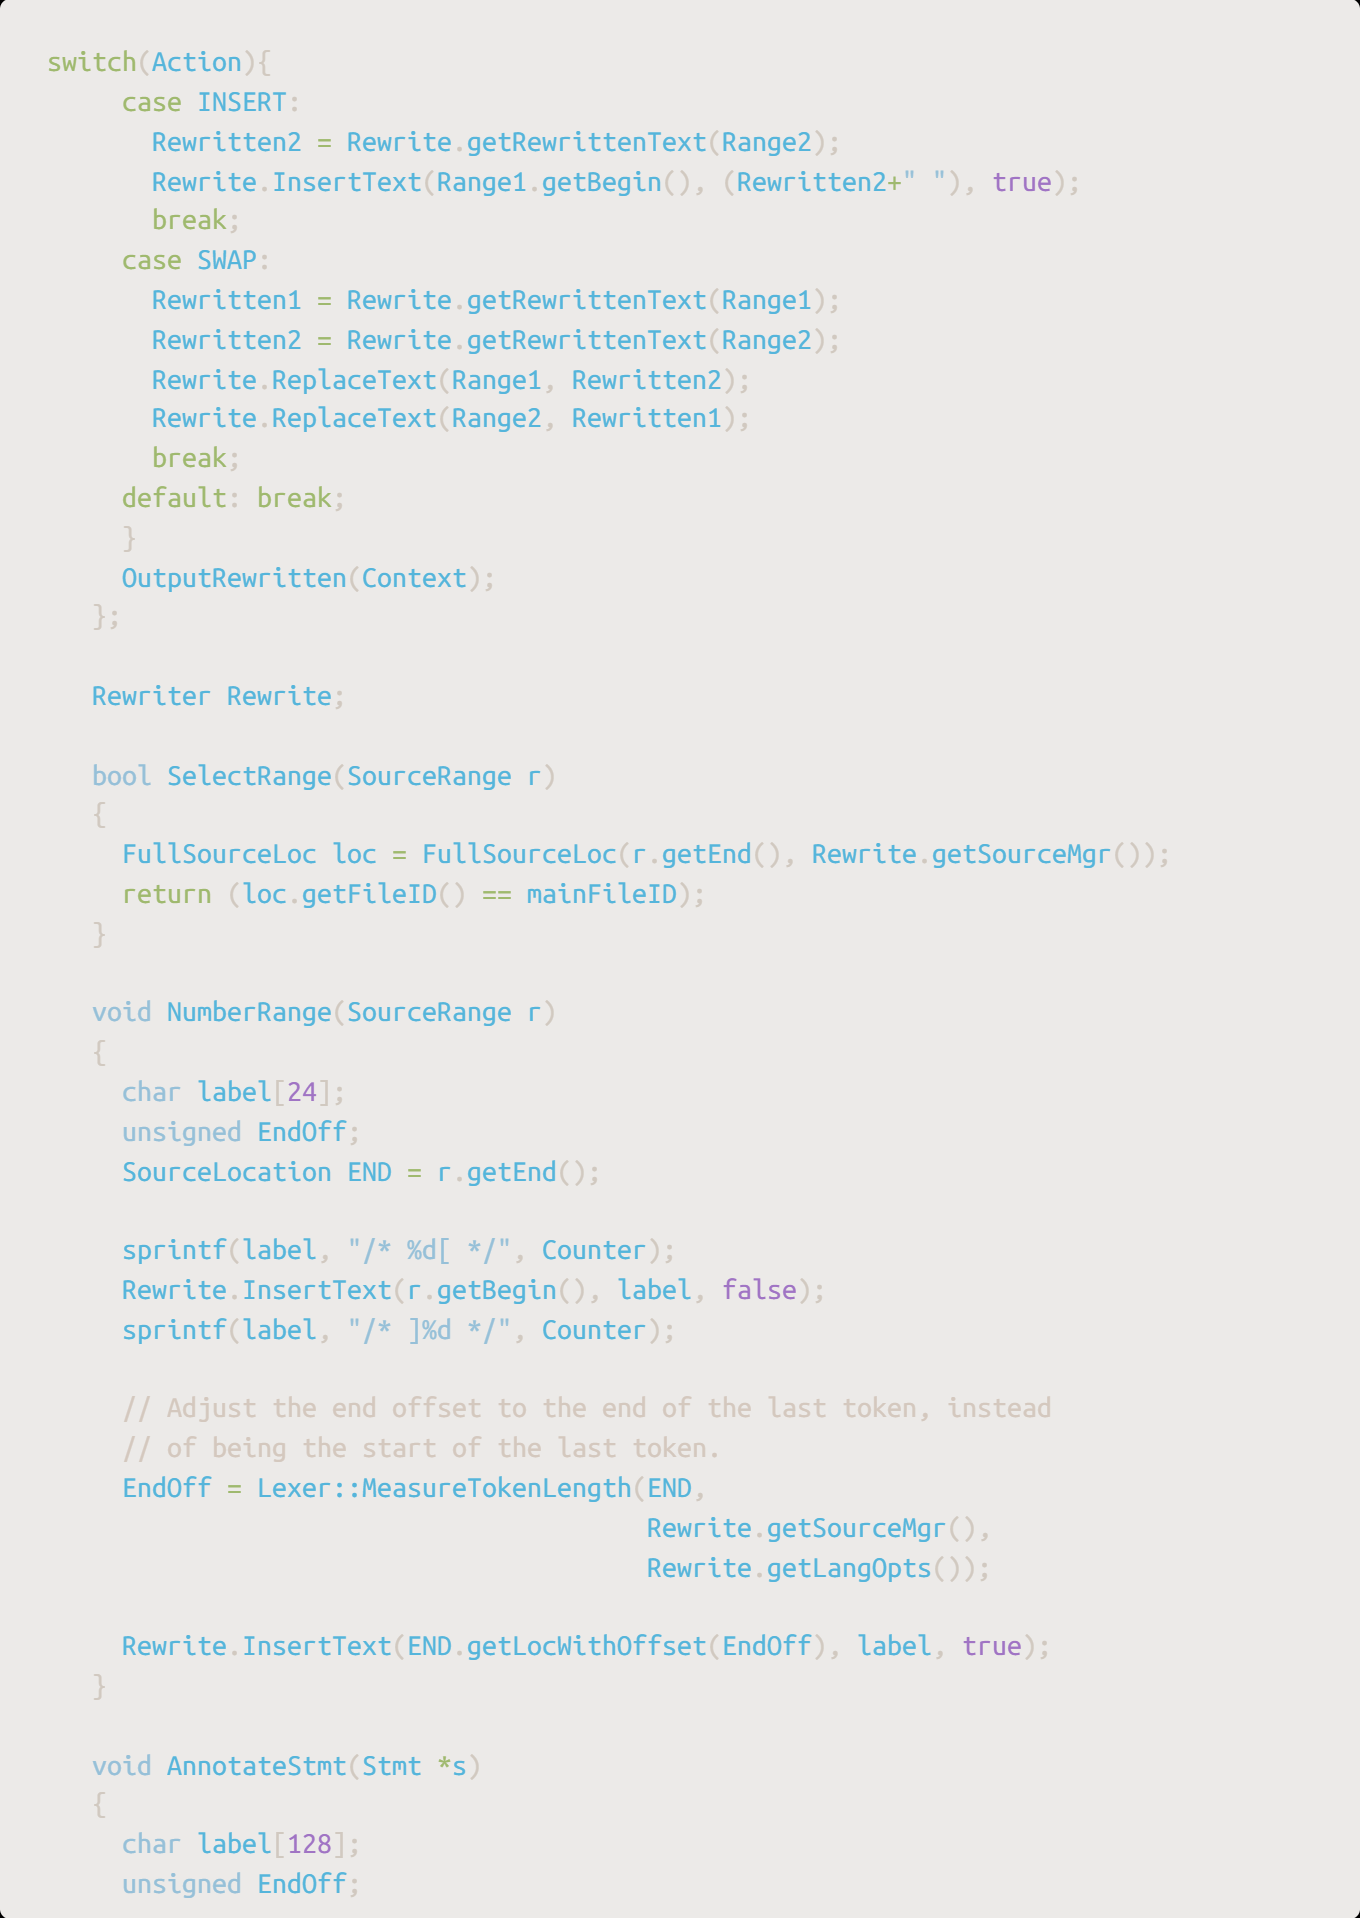 switch(Action){
     case INSERT:
       Rewritten2 = Rewrite.getRewrittenText(Range2);
       Rewrite.InsertText(Range1.getBegin(), (Rewritten2+" "), true);
       break;
     case SWAP:
       Rewritten1 = Rewrite.getRewrittenText(Range1);
       Rewritten2 = Rewrite.getRewrittenText(Range2);
       Rewrite.ReplaceText(Range1, Rewritten2);
       Rewrite.ReplaceText(Range2, Rewritten1);
       break;
     default: break;
     }
     OutputRewritten(Context);
   };

   Rewriter Rewrite;

   bool SelectRange(SourceRange r)
   {
     FullSourceLoc loc = FullSourceLoc(r.getEnd(), Rewrite.getSourceMgr());
     return (loc.getFileID() == mainFileID);
   }

   void NumberRange(SourceRange r)
   {
     char label[24];
     unsigned EndOff;
     SourceLocation END = r.getEnd();

     sprintf(label, "/* %d[ */", Counter);
     Rewrite.InsertText(r.getBegin(), label, false);
     sprintf(label, "/* ]%d */", Counter);

     // Adjust the end offset to the end of the last token, instead
     // of being the start of the last token.
     EndOff = Lexer::MeasureTokenLength(END,
                                        Rewrite.getSourceMgr(),
                                        Rewrite.getLangOpts());

     Rewrite.InsertText(END.getLocWithOffset(EndOff), label, true);
   }

   void AnnotateStmt(Stmt *s)
   {
     char label[128];
     unsigned EndOff;